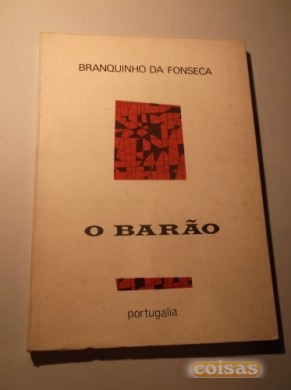 BRANQUINHO DA FONSECA
O BARÃO
portugalia
coisas